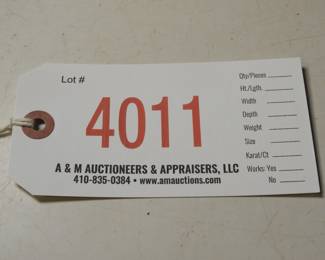 Lot #
4011
A & M AUCTIONEERS & APPRAISERS, LLC
410-835-0384 • www.amauctions.com
Qty/Pieces
Ht./Lgth.
Width
Depth
Weight
Size
Karat/Ct.
Works: Yes
No